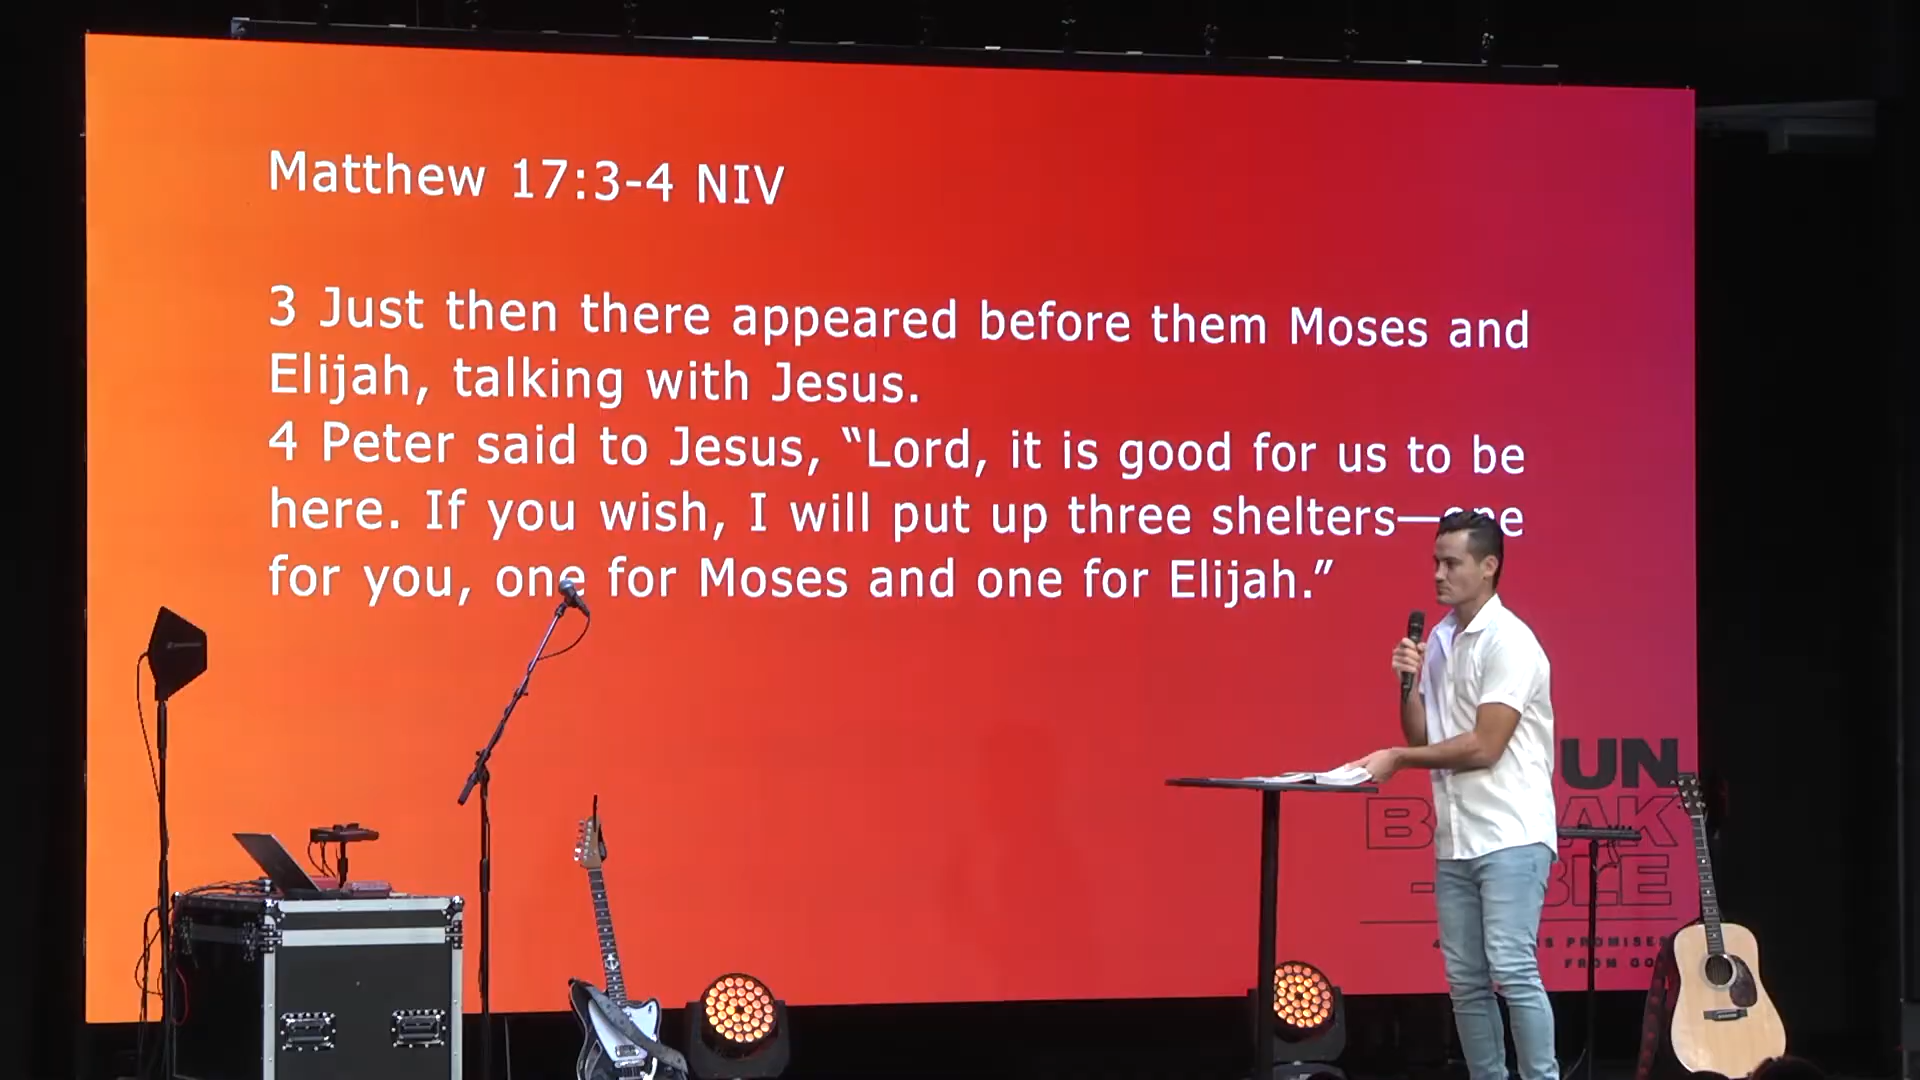 Matthew 17:3-4 NIV
3 Just then there appeared before them Moses and
Elijah, talking with Jesus.
4 Peter said to Jesus, “Lord, it is good for us to be
here. If you wish, I will put up three shelters—one
for you, one for Moses and one for Elijah.”
UN
PROMISES
FROM